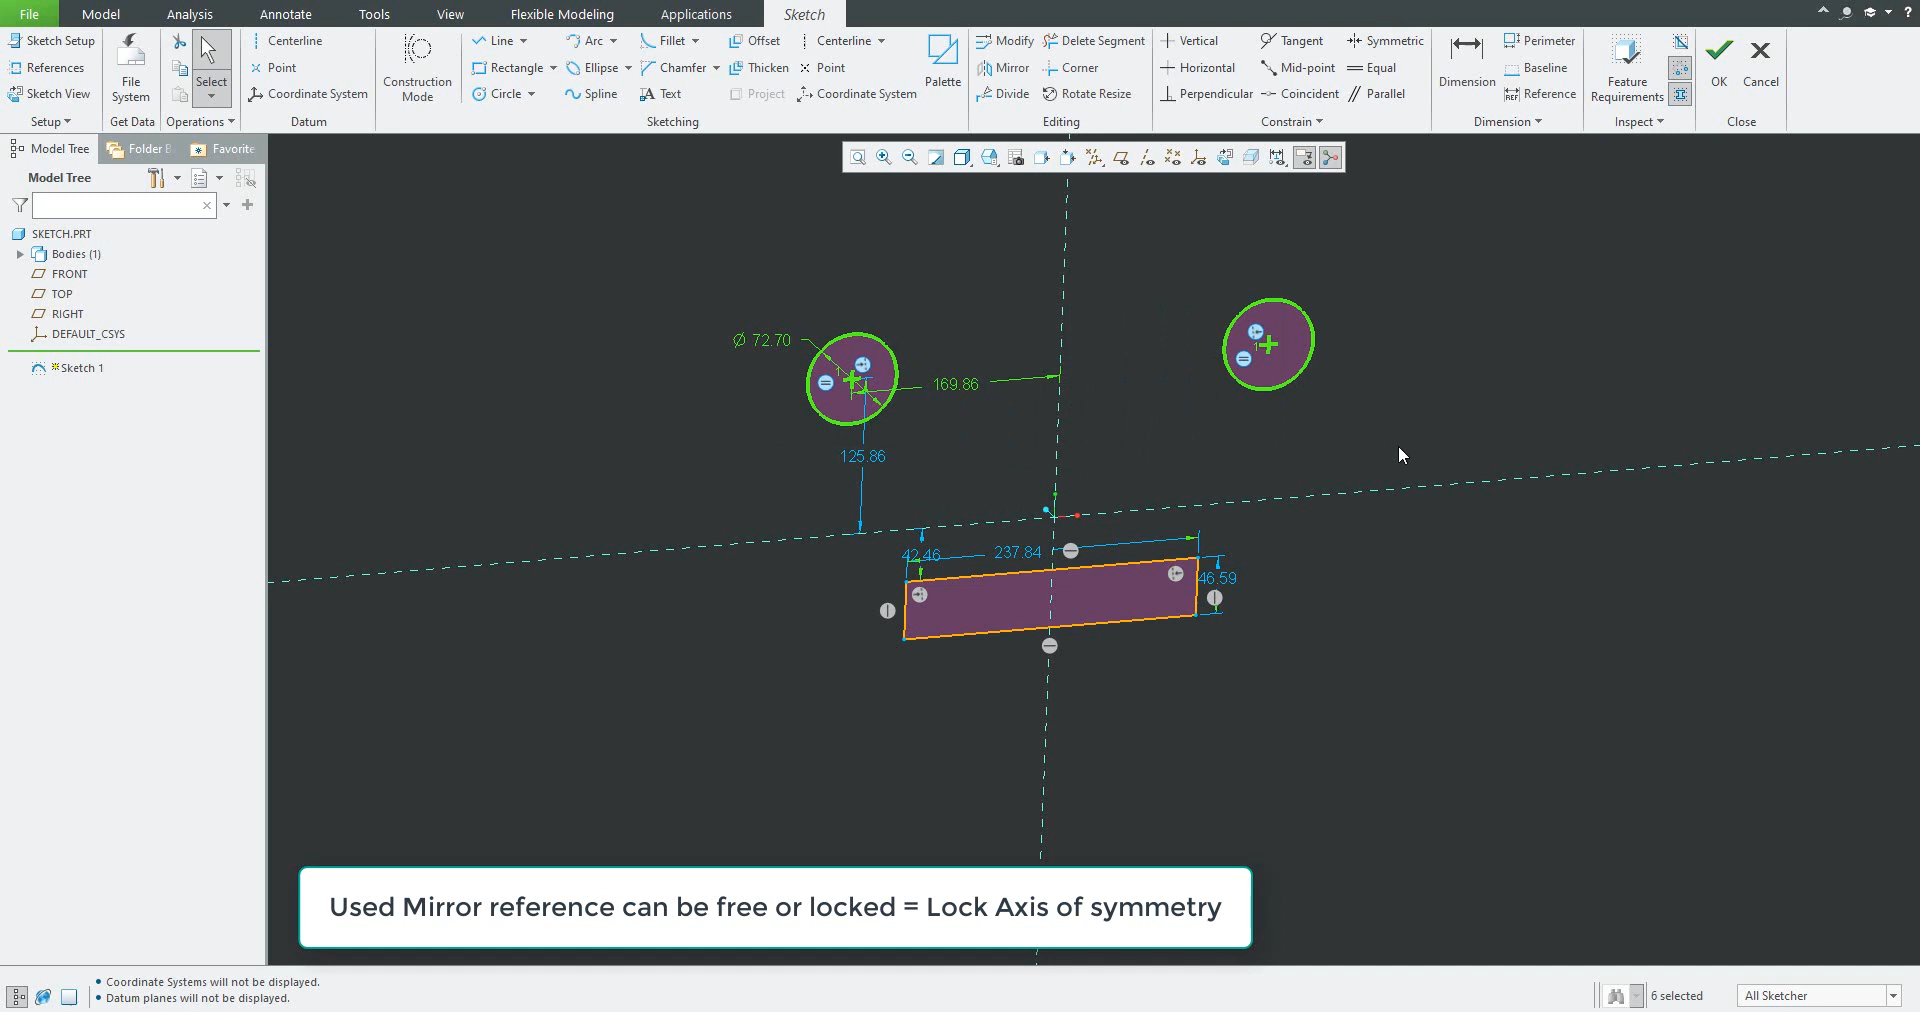 File Model Analysis Annotate Tools View Flexible Modeling Applications Sketch ?
Sketch Setup Centerline Line Arc Fillet Offset Centerline Modify Delete Segment Vertical Tangent Symmetric Perimeter
References Point Rectangle Ellipse Chamfer Thicken Point Mirror Corner Horizontal Mid-point Equal Baseline
Sketch View Coordinate System Circle Spline Text Project Coordinate System Divide Rotate Resize Perpendicular Coincident Parallel Reference
File System Select Construction Mode Palette Dimension Feature Requirements OK Cancel
Setup Get Data Operations Datum Sketching Editing Constrain Dimension Inspect Close
Model Tree Folder B Favorite
Model Tree
SKETCH.PRT
Bodies (1)
FRONT
TOP
RIGHT
DEFAULT_CSYS
Sketch 1
Ø 72.70
1
1
169.86
125.86
42.46
237.84
46.59
Used Mirror reference can be free or locked = Lock Axis of symmetry
• Coordinate Systems will not be displayed.
• Datum planes will not be displayed.
6 selected
All Sketcher